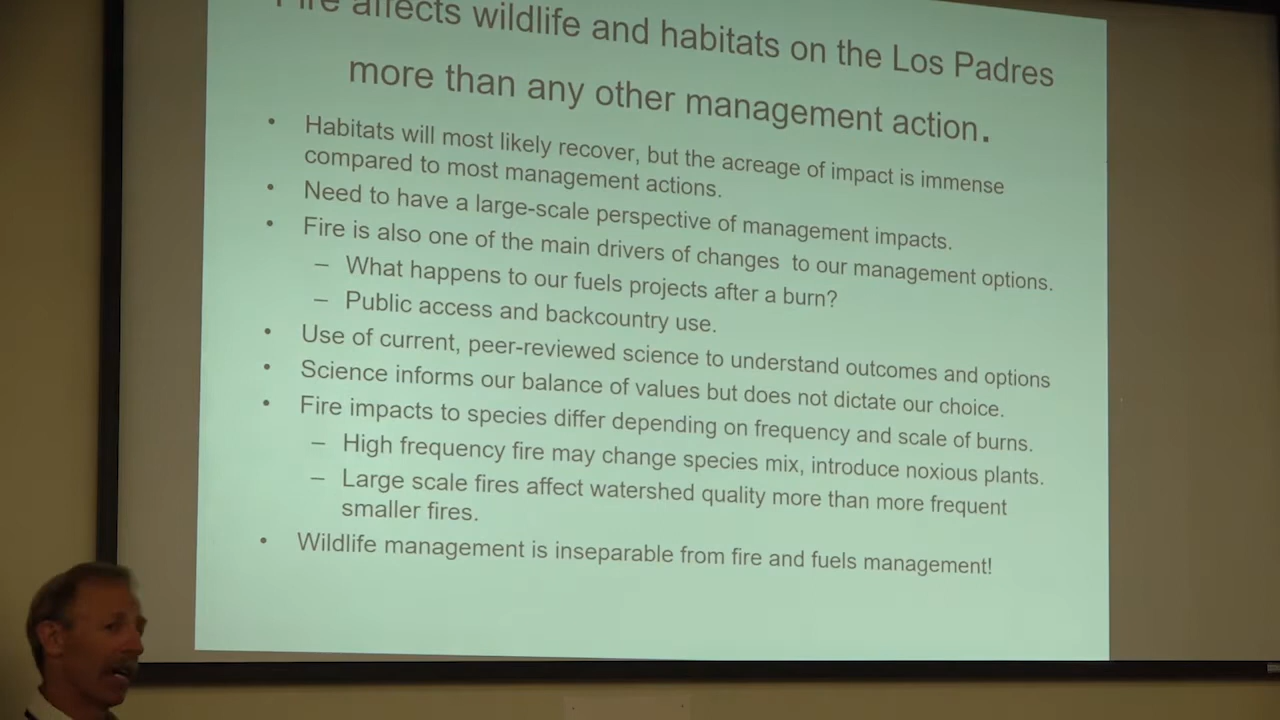 Fire affects wildlife and habitats on the Los Padres
more than any other management action.
• Habitats will most likely recover, but the acreage of impact is immense
compared to most management actions.
• Need to have a large-scale perspective of management impacts.
• Fire is also one of the main drivers of changes to our management options.
– What happens to our fuels projects after a burn?
– Public access and backcountry use.
• Use of current, peer-reviewed science to understand outcomes and options
• Science informs our balance of values but does not dictate our choice.
• Fire impacts to species differ depending on frequency and scale of burns.
– High frequency fire may change species mix, introduce noxious plants.
– Large scale fires affect watershed quality more than more frequent
smaller fires.
• Wildlife management is inseparable from fire and fuels management!